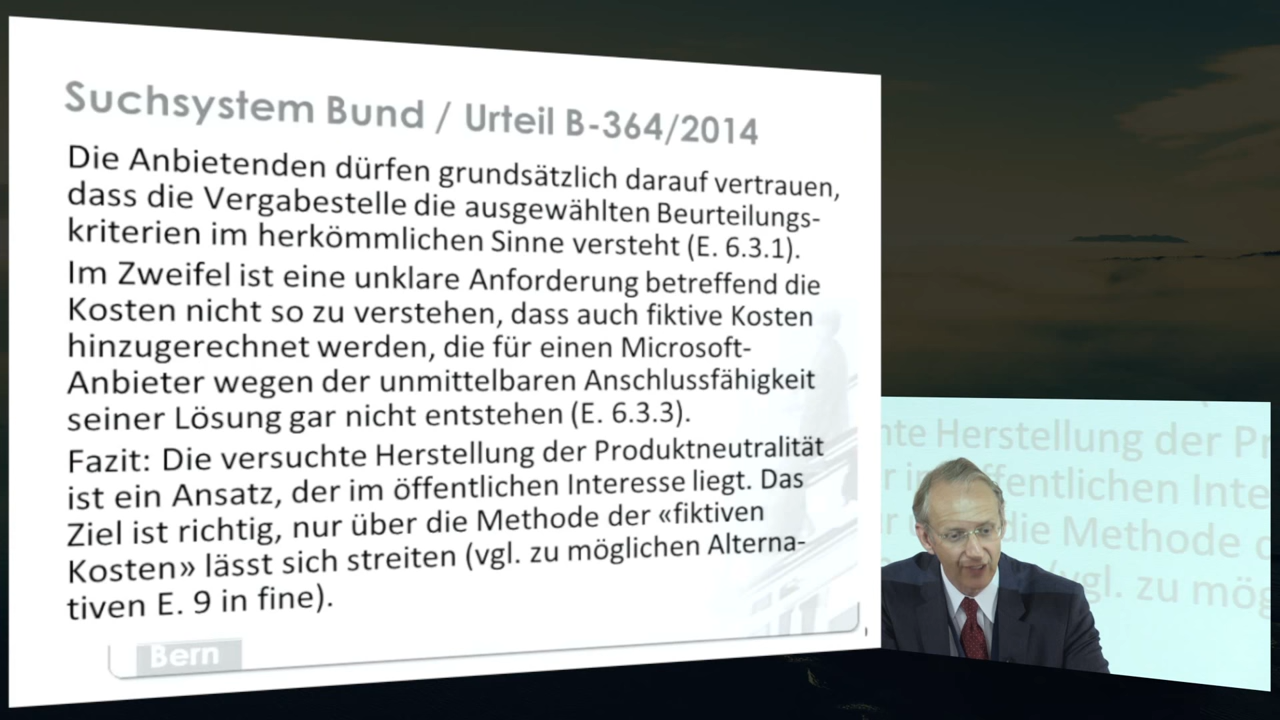 Suchsystem Bund / Urteil B-364/2014
Die Anbietenden dürfen grundsätzlich darauf vertrauen,
dass die Vergabestelle die ausgewählten Beurteilungs-
kriterien im herkömmlichen Sinne versteht (E. 6.3.1).
Im Zweifel ist eine unklare Anforderung betreffend die
Kosten nicht so zu verstehen, dass auch fiktive Kosten
hinzugerechnet werden, die für einen Microsoft-
Anbieter wegen der unmittelbaren Anschlussfähigkeit
seiner Lösung gar nicht entstehen (E. 6.3.3).
Fazit: Die versuchte Herstellung der Produktneutralität
ist ein Ansatz, der im öffentlichen Interesse liegt. Das
Ziel ist richtig, nur über die Methode der «fiktiven
Kosten» lässt sich streiten (vgl. zu möglichen Alterna-
tiven E. 9 in fine).
Bern
nte Herstellung der Pr
r im öffentlichen Inte
die Methode d
vgl. zu mög